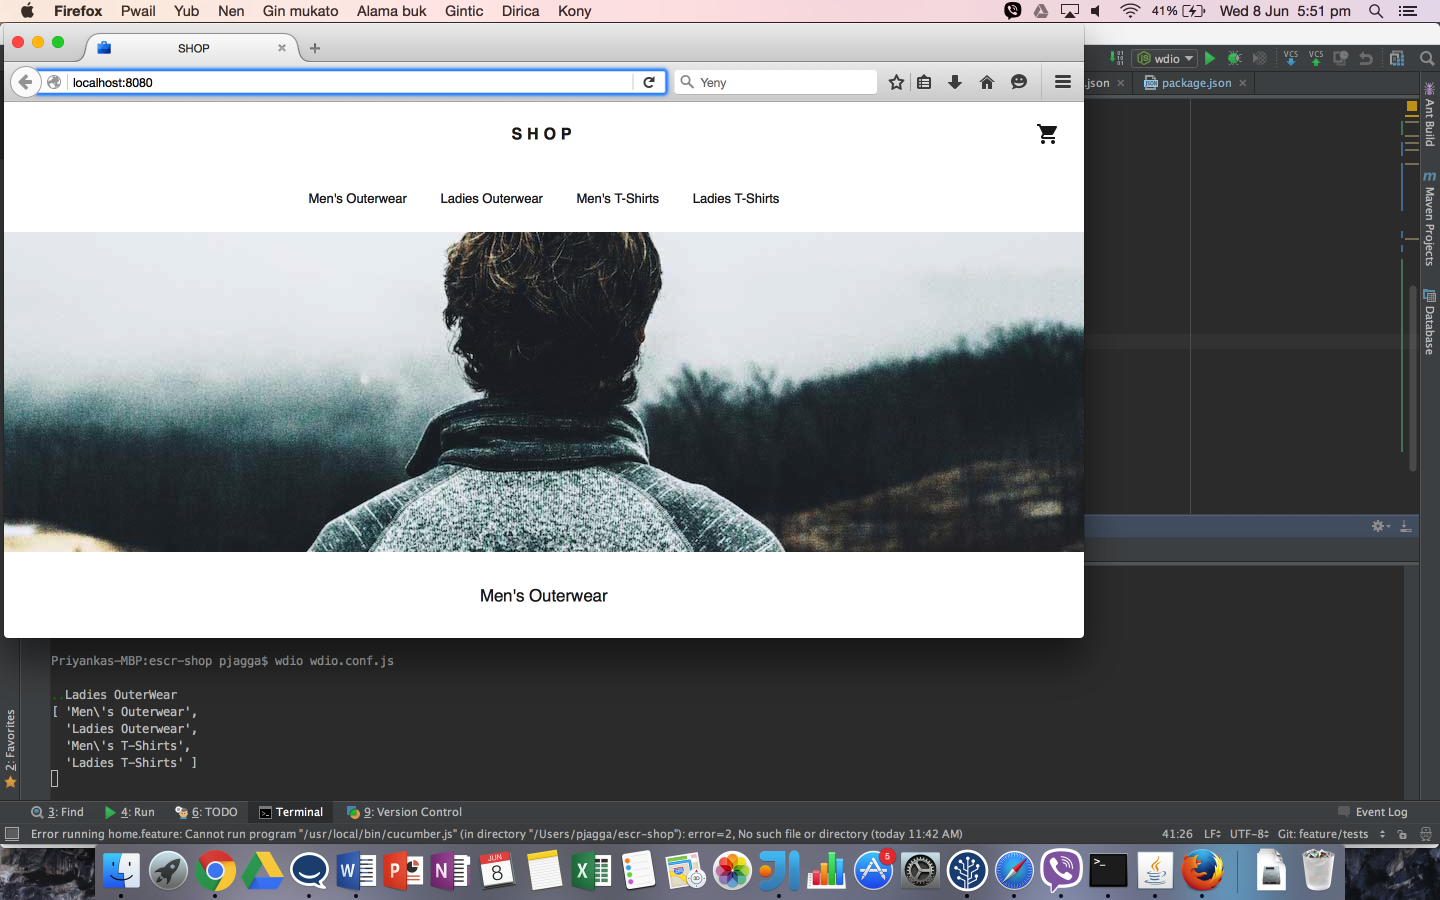 Firefox Pwail Yub Nen Gin mukato Alama buk Gintic Dirica Kony 41% Wed 8 Jun 5:51 pm
SHOP
wdio VCS VCS
localhost:8080 Yeny
.json package.json
SHOP
Men's Outerwear Ladies Outerwear Men's T-Shirts Ladies T-Shirts
Ant Build
Maven Projects
Database
Men's Outerwear
Priyankas-MBP:escr-shop pjagga$ wdio wdio.conf.js
..Ladies OuterWear
[ 'Men\'s Outerwear',
'Ladies Outerwear',
'Men\'s T-Shirts',
'Ladies T-Shirts' ]
2: Favorites
3: Find 4: Run 6: TODO Terminal 9: Version Control Event Log
Error running home.feature: Cannot run program "/usr/local/bin/cucumber.js" (in directory "/Users/pjagga/escr-shop"): error=2, No such file or directory (today 11:42 AM) 41:26 LF UTF-8 Git: feature/tests
JUN
8
5